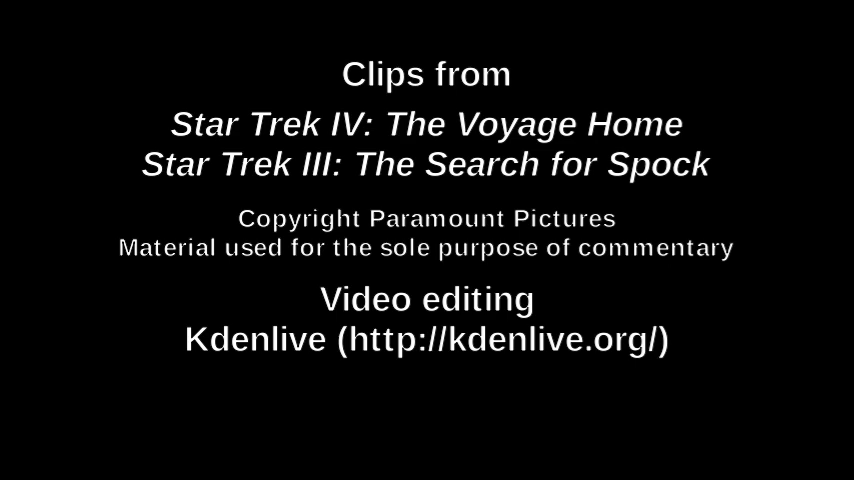 Clips from
Star Trek IV: The Voyage Home
Star Trek III: The Search for Spock
Copyright Paramount Pictures
Material used for the sole purpose of commentary
Video editing
Kdenlive (http://kdenlive.org/)